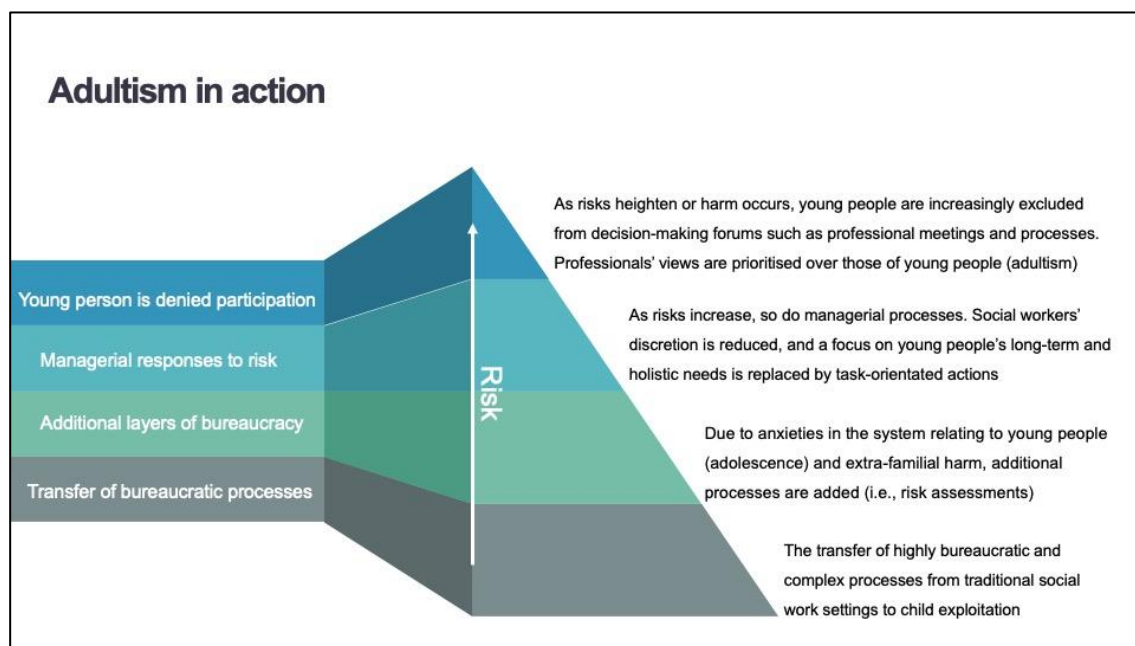 Adultism in action
As risks heighten or harm occurs, young people are increasingly excluded
from decision-making forums such as professional meetings and processes.
Professionals’ views are prioritised over those of young people (adultism)
Young person is denied participation
As risks increase, so do managerial processes. Social workers’
discretion is reduced, and a focus on young people’s long-term and
holistic needs is replaced by task-orientated actions
Managerial responses to risk
Risk
Due to anxieties in the system relating to young people
(adolescence) and extra-familial harm, additional
processes are added (i.e., risk assessments)
Additional layers of bureaucracy
Transfer of bureaucratic processes
The transfer of highly bureaucratic and
complex processes from traditional social
work settings to child exploitation